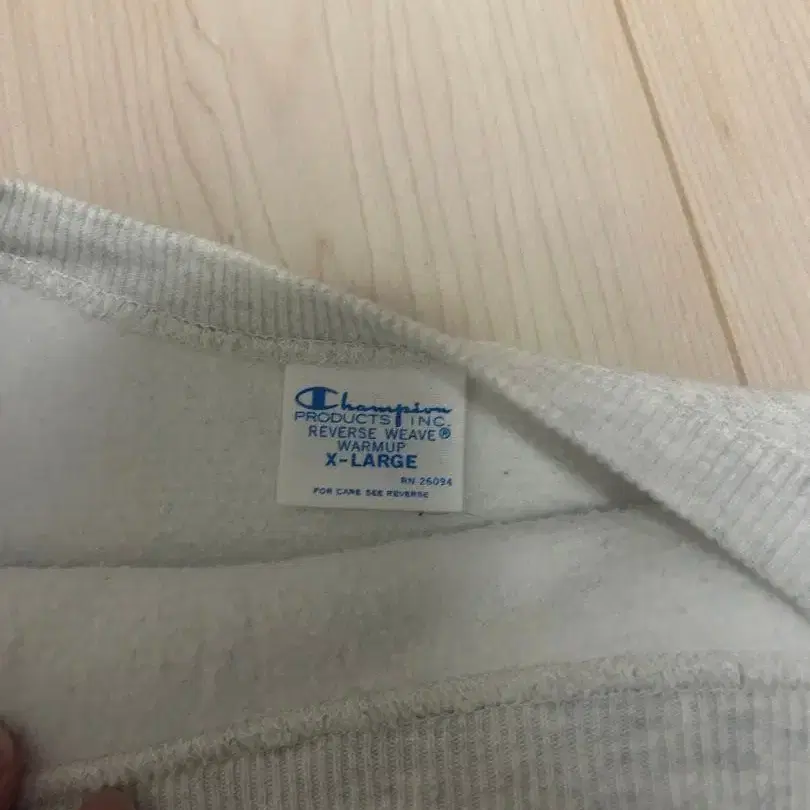 Champion
PRODUCTS INC.
REVERSE WEAVE®
WARMUP
X-LARGE
RN 26094
FOR CARE SEE REVERSE